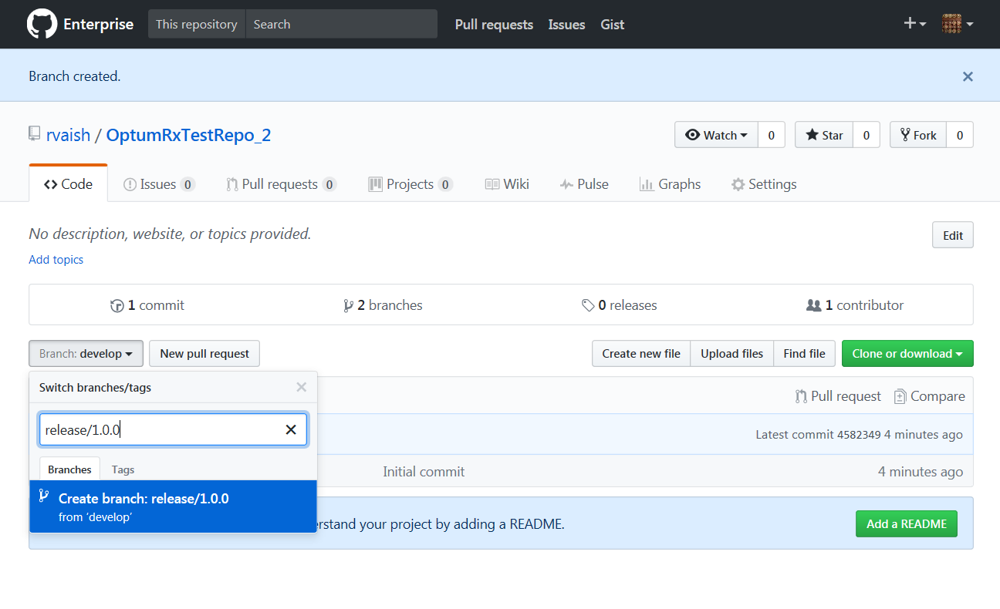 Enterprise This repository Search Pull requests Issues Gist
Branch created.
rvaish / OptumRxTestRepo_2 Watch 0 Star 0 Fork 0
Code Issues 0 Pull requests 0 Projects 0 Wiki Pulse Graphs Settings
No description, website, or topics provided. Edit
Add topics
1 commit 2 branches 0 releases 1 contributor
Branch: develop New pull request Create new file Upload files Find file Clone or download
Switch branches/tags
Pull request Compare
release/1.0.0
Latest commit 4582349 4 minutes ago
Branches Tags
Initial commit 4 minutes ago
Create branch: release/1.0.0
from ‘develop’
your project by adding a README. Add a README